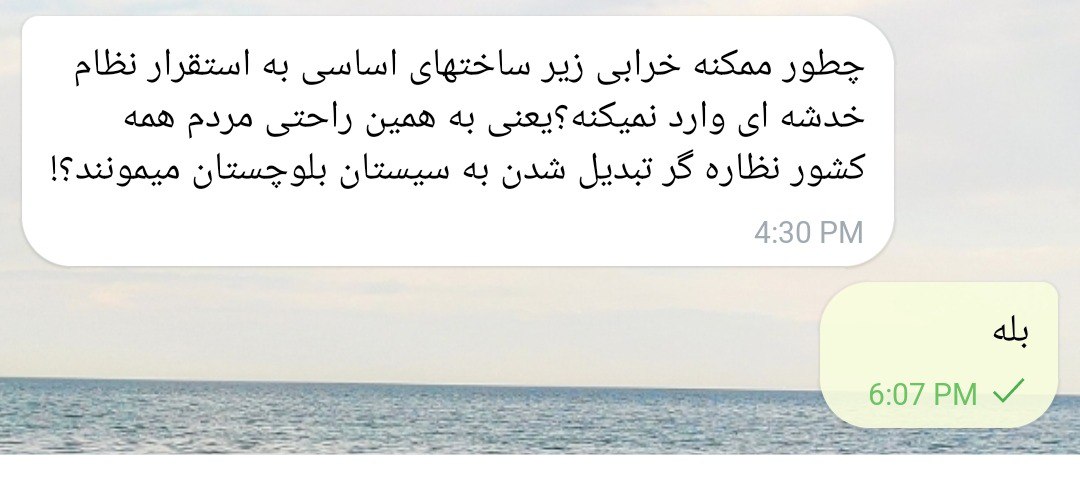 چطور ممکنه خرابی زیر ساختهای اساسی به استقرار نظام
خدشه ای وارد نمیکنه؟یعنی به همین راحتی مردم همه
کشور نظاره گر تبدیل شدن به سیستان بلوچستان میمونند؟!
4:30 PM
بله
6:07 PM